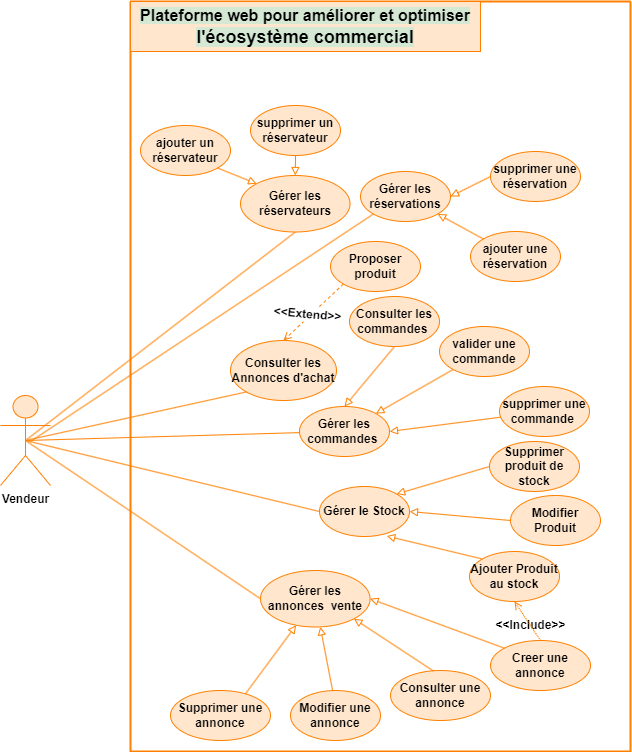 Plateforme web pour améliorer et optimiser
l'écosystème commercial
supprimer un
réservateur
ajouter un
réservateur
supprimer une
réservation
Gérer les
réservateurs
Gérer les
réservations
ajouter une
réservation
Proposer
produit
<<Extend>>
Consulter les
commandes
valider une
commande
Consulter les
Annonces d'achat
supprimer une
commande
Gérer les
commandes
Vendeur
Supprimer
produit de
stock
Gérer le Stock
Modifier
Produit
Ajouter Produit
au stock
Gérer les
annonces vente
<<Include>>
Creer une
annonce
Consulter une
annonce
Supprimer une
annonce
Modifier une
annonce